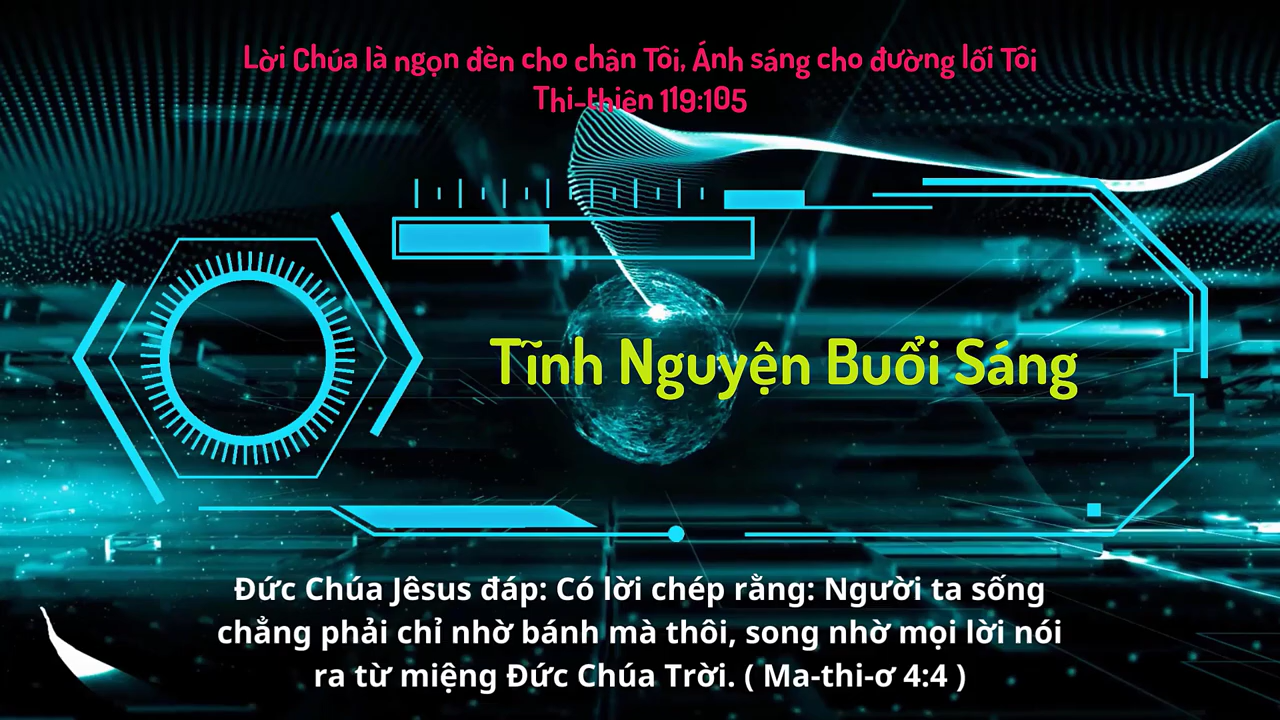 Lời Chúa là ngọn đèn cho chân Tôi, Ánh sáng cho đường lối Tôi
Thi-thiên 119:105
Tĩnh Nguyện Buổi Sáng
Đức Chúa Jêsus đáp: Có lời chép rằng: Người ta sống
chẳng phải chỉ nhờ bánh mà thôi, song nhờ mọi lời nói
ra từ miệng Đức Chúa Trời. ( Ma-thi-ơ 4:4 )